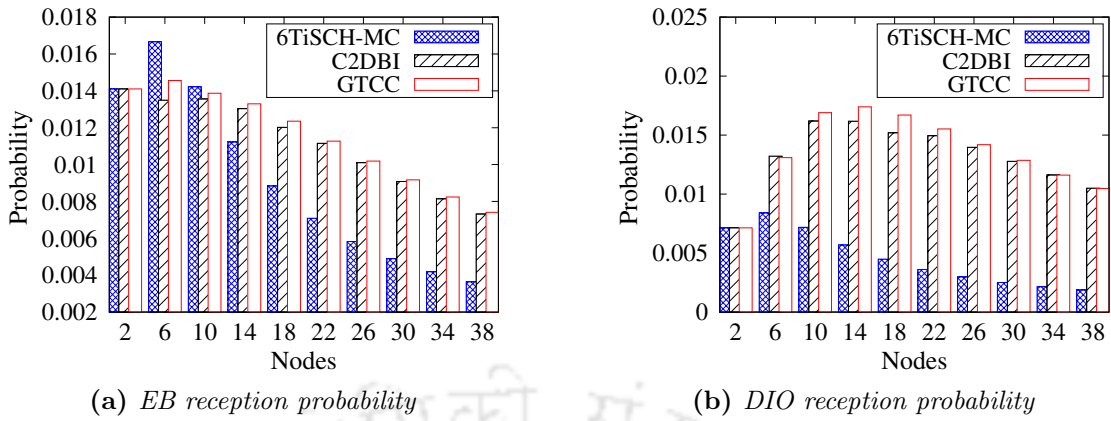 0.018
0.016
0.014
0.012
0.01
0.008
0.006
0.004
0.002
Probability
6TiSCH-MC
C2DBI
GTCC
2 6 10 14 18 22 26 30 34 38
Nodes
(a) EB reception probability
0.025
0.02
0.015
0.01
0.005
0
Probability
6TiSCH-MC
C2DBI
GTCC
2 6 10 14 18 22 26 30 34 38
Nodes
(b) DIO reception probability